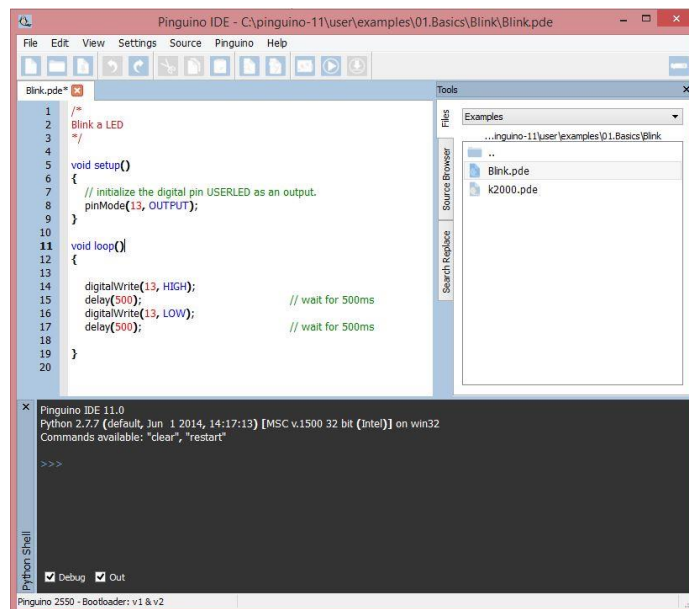 Pinguino IDE - C:\pinguino-11\user\examples\01.Basics\Blink\Blink.pde
File Edit View Settings Source Pinguino Help
Blink.pde*
1 /*
2 Blink a LED
3 */
4
5 void setup()
6 {
7 // initialize the digital pin USERLED as an output.
8 pinMode(13, OUTPUT);
9 }
10
11 void loop()
12 {
13
14 digitalWrite(13, HIGH);
15 delay(500); // wait for 500ms
16 digitalWrite(13, LOW);
17 delay(500); // wait for 500ms
18
19 }
20
Tools
Files
Source Browser
Search Replace
Examples
...inguino-11\user\examples\01.Basics\Blink
..
Blink.pde
k2000.pde
Python Shell
Pinguino IDE 11.0
Python 2.7.7 (default, Jun 1 2014, 14:17:13) [MSC v.1500 32 bit (Intel)] on win32
Commands available: "clear", "restart"
>>>
Debug Out
Pinguino 2550 - Bootloader: v1 & v2